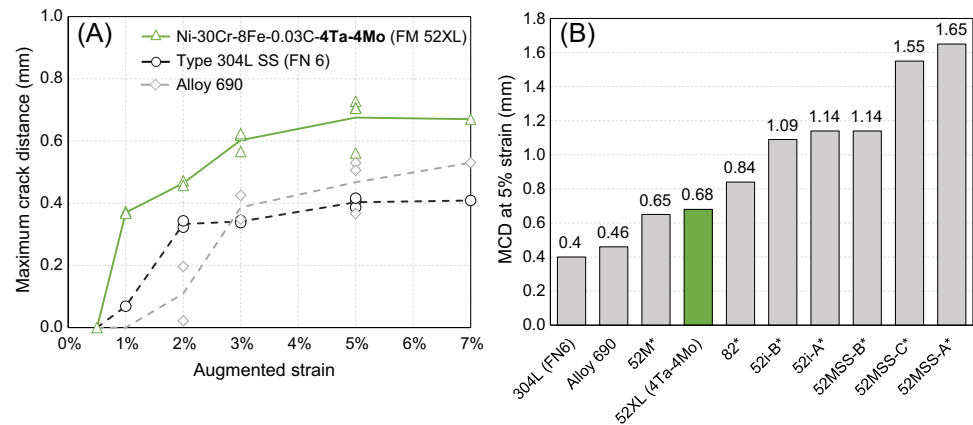 (A)
Ni-30Cr-8Fe-0.03C-4Ta-4Mo (FM 52XL)
Type 304L SS (FN 6)
Alloy 690
Maximum crack distance (mm)
1.0
0.8
0.6
0.4
0.2
0.0
0% 1% 2% 3% 4% 5% 6% 7%
Augmented strain
(B)
MCD at 5% strain (mm)
1.8
1.6
1.4
1.2
1.0
0.8
0.6
0.4
0.2
0.0
0.4 0.46 0.65 0.68 0.84 1.09 1.14 1.14 1.55 1.65
304L (FN6)
Alloy 690
52M*
52XL (4Ta-4Mo)
82*
52i-B*
52i-A*
52MSS-B*
52MSS-C*
52MSS-A*